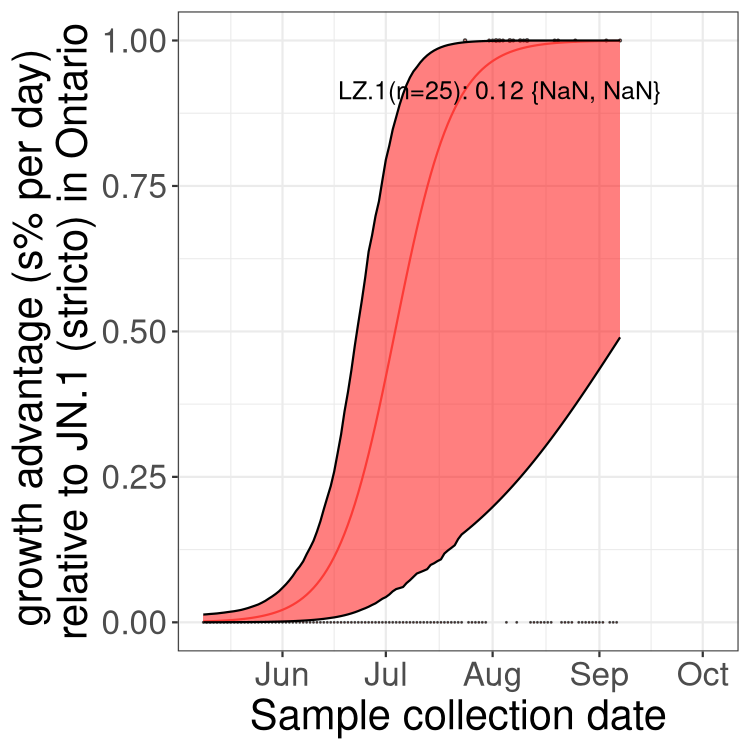 growth advantage (s% per day)
relative to JN.1 (stricto) in Ontario
1.00
0.75
0.50
0.25
0.00
LZ.1(n=25): 0.12 {NaN, NaN}
Jun Jul Aug Sep Oct
Sample collection date